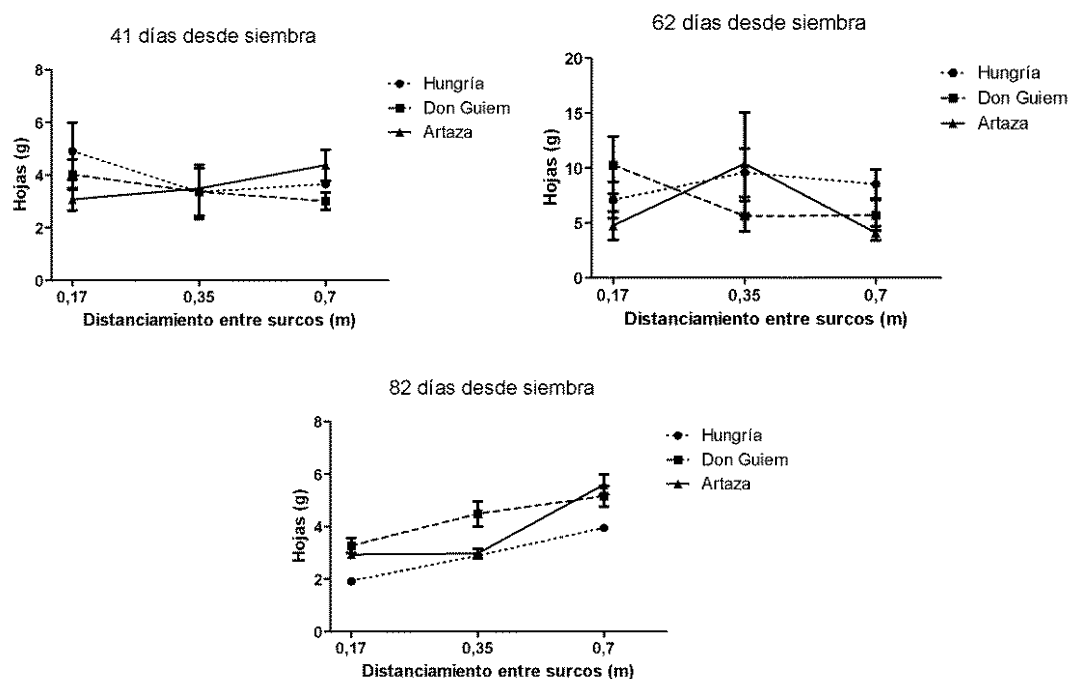 41 días desde siembra
Hojas (g)
8
6
4
2
0
0,17
0,35
0,7
Distanciamiento entre surcos (m)
Hungría
Don Guiem
Artaza
62 días desde siembra
Hojas (g)
20
15
10
5
0
0,17
0,35
0,7
Distanciamiento entre surcos (m)
Hungría
Don Guiem
Artaza
82 días desde siembra
Hojas (g)
8
6
4
2
0
0,17
0,35
0,7
Distanciamiento entre surcos (m)
Hungría
Don Guiem
Artaza